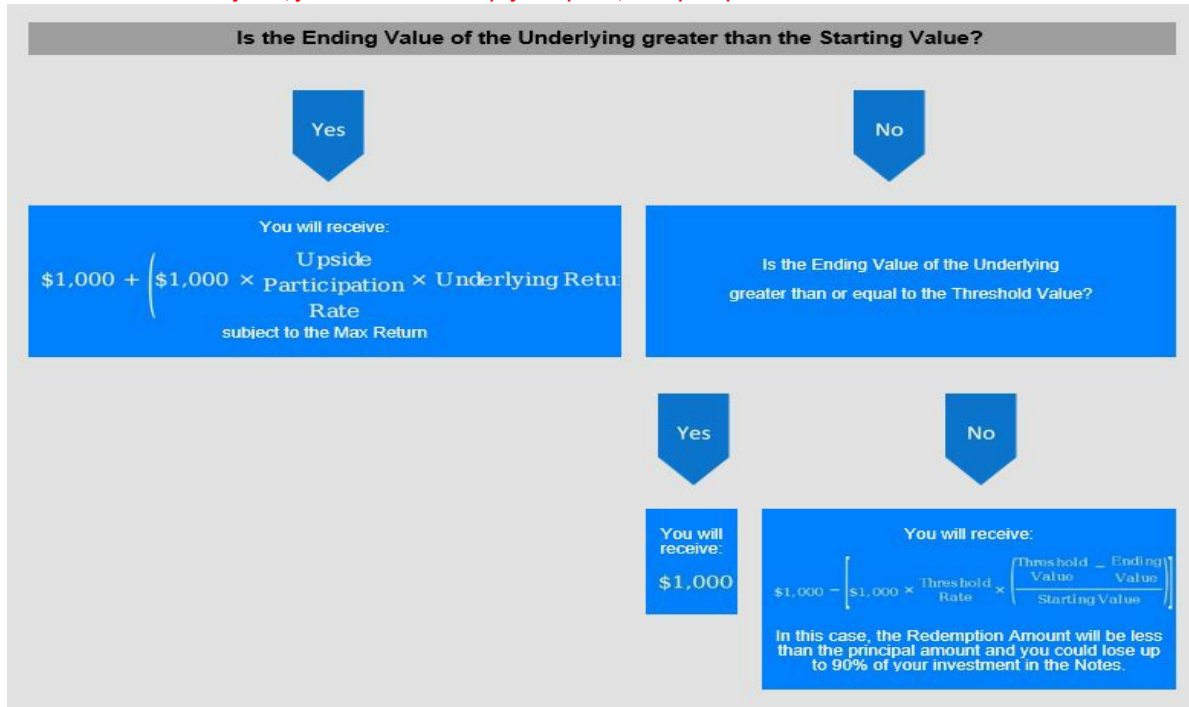 Is the Ending Value of the Underlying greater than the Starting Value?
Yes
No
You will receive:
$1,000 + ($1,000 × Upside Participation Rate × Underlying Retu
subject to the Max Return
Is the Ending Value of the Underlying
greater than or equal to the Threshold Value?
Yes
No
You will
receive:
$1,000
You will receive:
$1,000 − [$1,000 × Threshold Rate × ((Threshold Value − Ending Value) / Starting Value)]
In this case, the Redemption Amount will be less
than the principal amount and you could lose up
to 90% of your investment in the Notes.